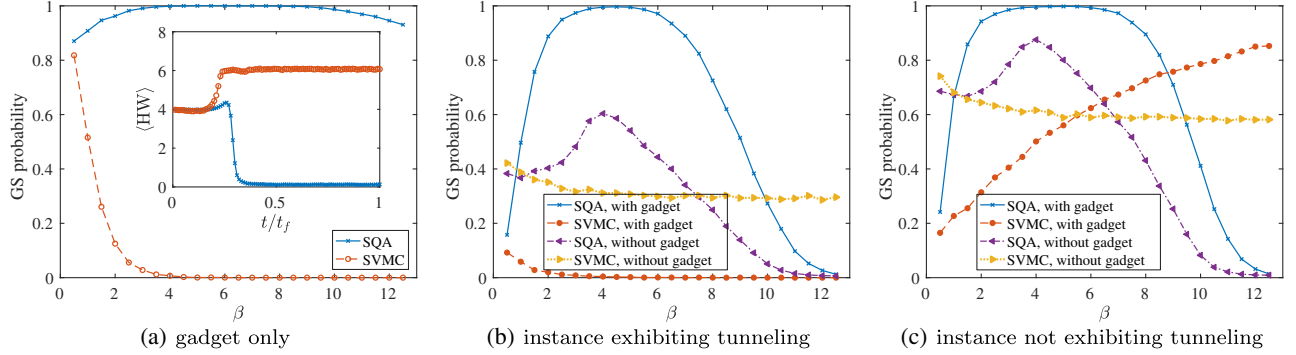 GS probability
1
0.8
0.6
0.4
0.2
0
0 2 4 6 8 10 12
β
⟨HW⟩
8
6
4
2
0
0 0.5 1
t/t_f
SQA
SVMC
(a) gadget only
GS probability
1
0.8
0.6
0.4
0.2
0
0 2 4 6 8 10 12
β
SQA, with gadget
SVMC, with gadget
SQA, without gadget
SVMC, without gadget
(b) instance exhibiting tunneling
GS probability
1
0.8
0.6
0.4
0.2
0
0 2 4 6 8 10 12
β
SQA, with gadget
SVMC, with gadget
SQA, without gadget
SVMC, without gadget
(c) instance not exhibiting tunneling